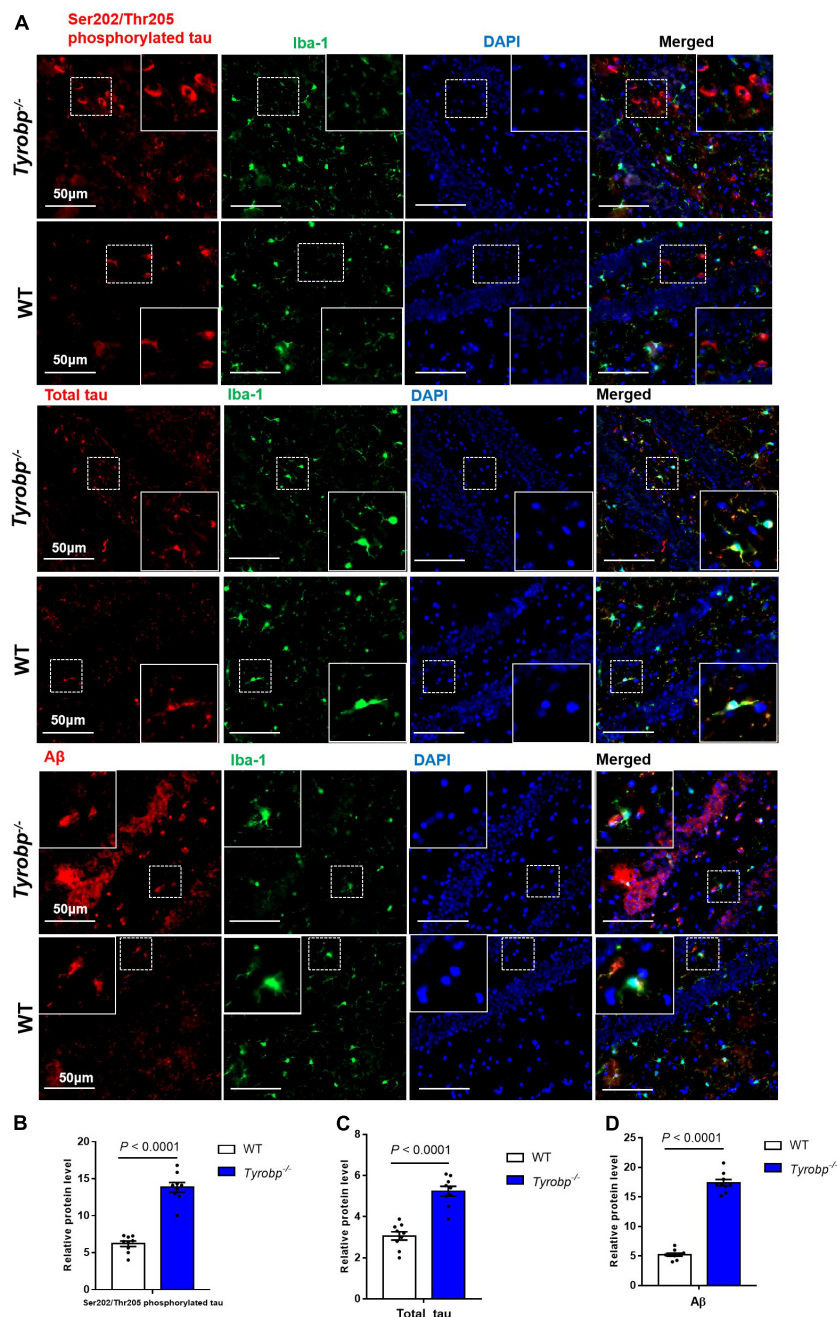 A
Ser202/Thr205
phosphorylated tau
Iba-1
DAPI
Merged
Tyrobp-/-
50µm
WT
50µm
Total tau
Iba-1
DAPI
Merged
Tyrobp-/-
50µm
WT
50µm
Aβ
Iba-1
DAPI
Merged
Tyrobp-/-
50µm
WT
50µm
B
Relative protein level
20
15
10
5
0
P < 0.0001
WT
Tyrobp-/-
Ser202/Thr205 phosphorylated tau
C
Relative protein level
8
6
4
2
0
P < 0.0001
WT
Tyrobp-/-
Total tau
D
Relative protein level
25
20
15
10
5
0
P < 0.0001
WT
Tyrobp-/-
Aβ